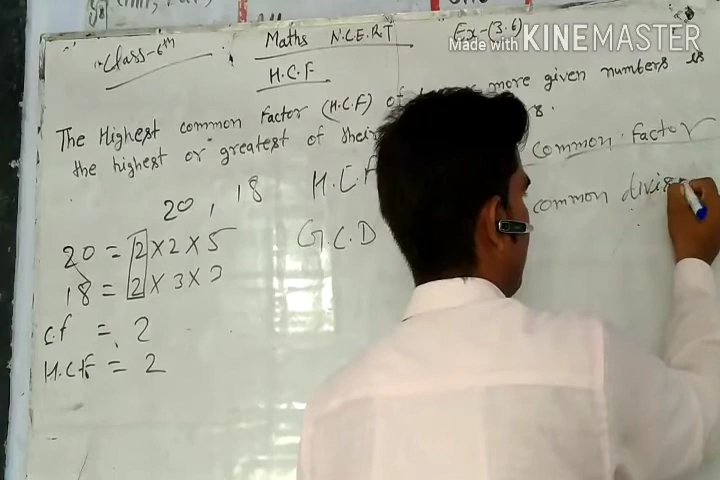 Class-6th
Maths N.C.E.R.T
Ex-(3.6)
Made with KINEMASTER
H.C.F
The Highest common factor (H.C.F) of more given numbers is
the highest or greatest of their
20, 18
H.C.F common factor
G.C.D common divis
20 = 2×2×5
18 = 2×3×3
C.f = 2
H.C.F. = 2